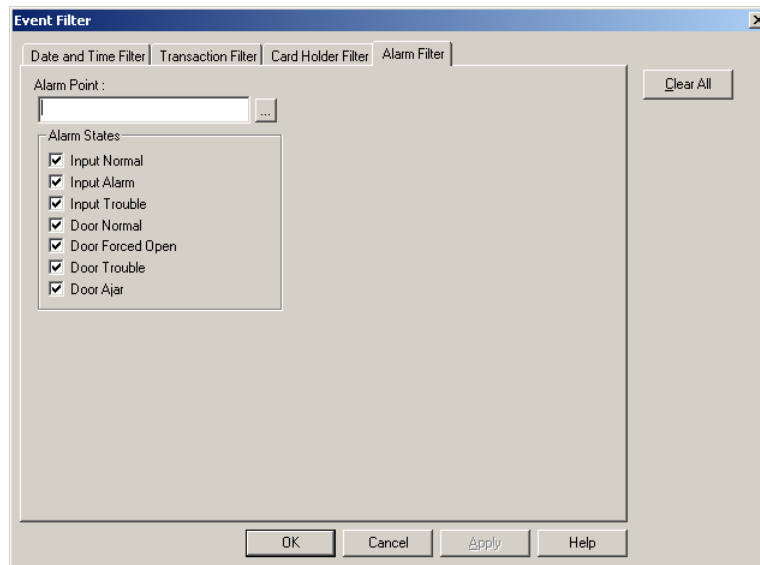 Event Filter
Date and Time Filter Transaction Filter Card Holder Filter Alarm Filter
Alarm Point :
...
Clear All
Alarm States
Input Normal
Input Alarm
Input Trouble
Door Normal
Door Forced Open
Door Trouble
Door Ajar
OK Cancel Apply Help